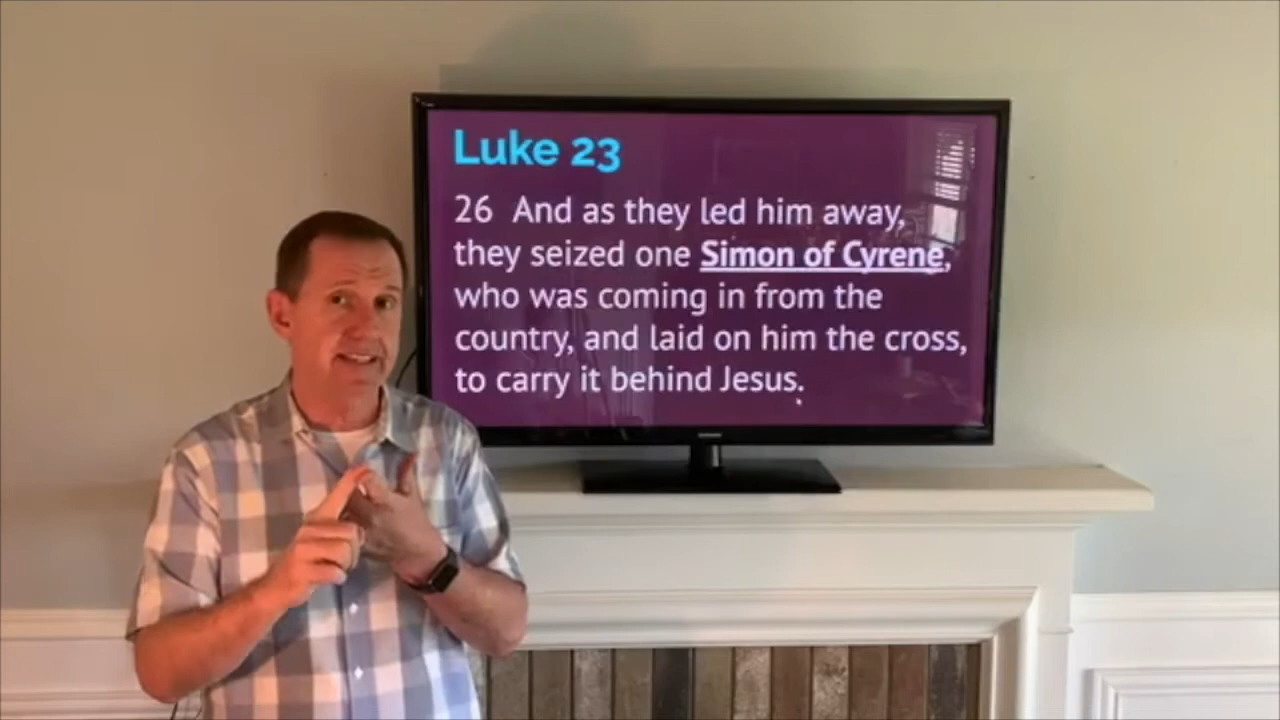 Luke 23
26 And as they led him away,
they seized one Simon of Cyrene,
who was coming in from the
country, and laid on him the cross,
to carry it behind Jesus.